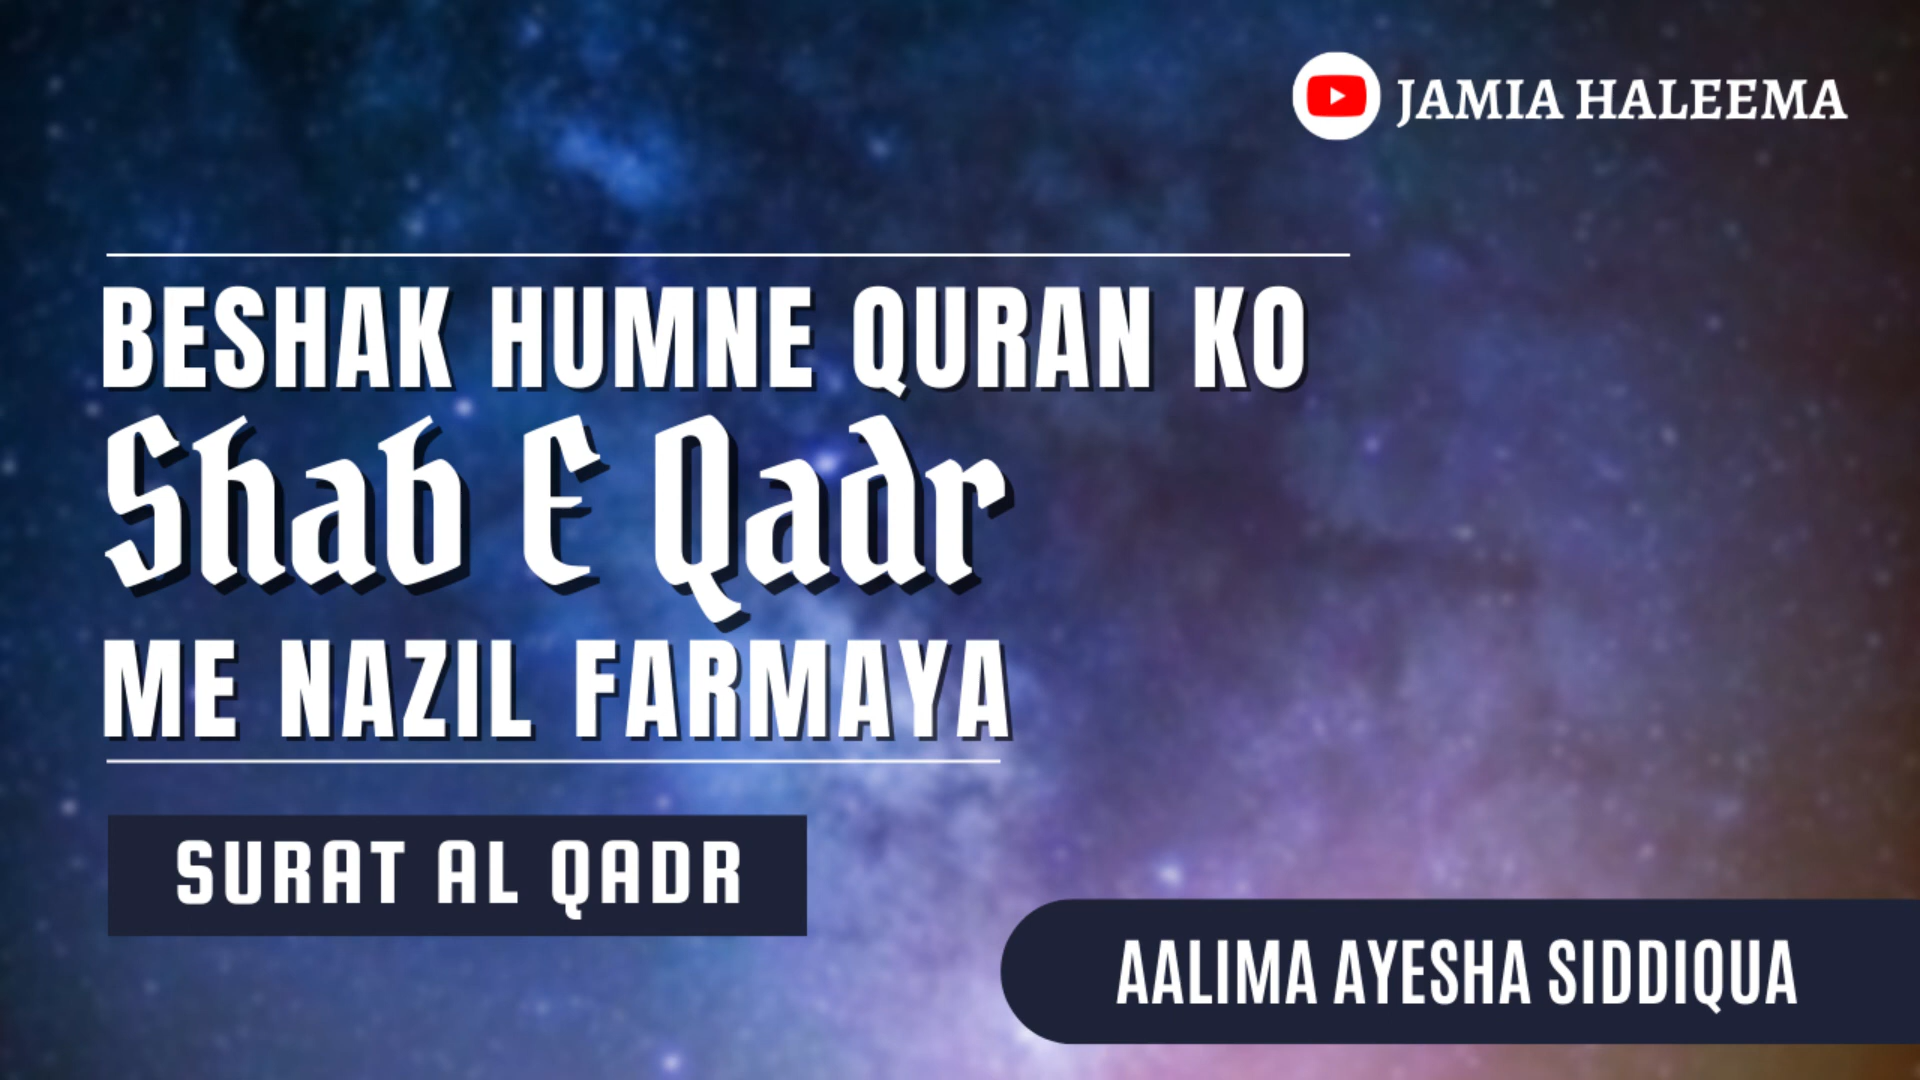 JAMIA HALEEMA
BESHAK HUMNE QURAN KO
Shab E Qadr
ME NAZIL FARMAYA
SURAT AL QADR
AALIMA AYESHA SIDDIQUA